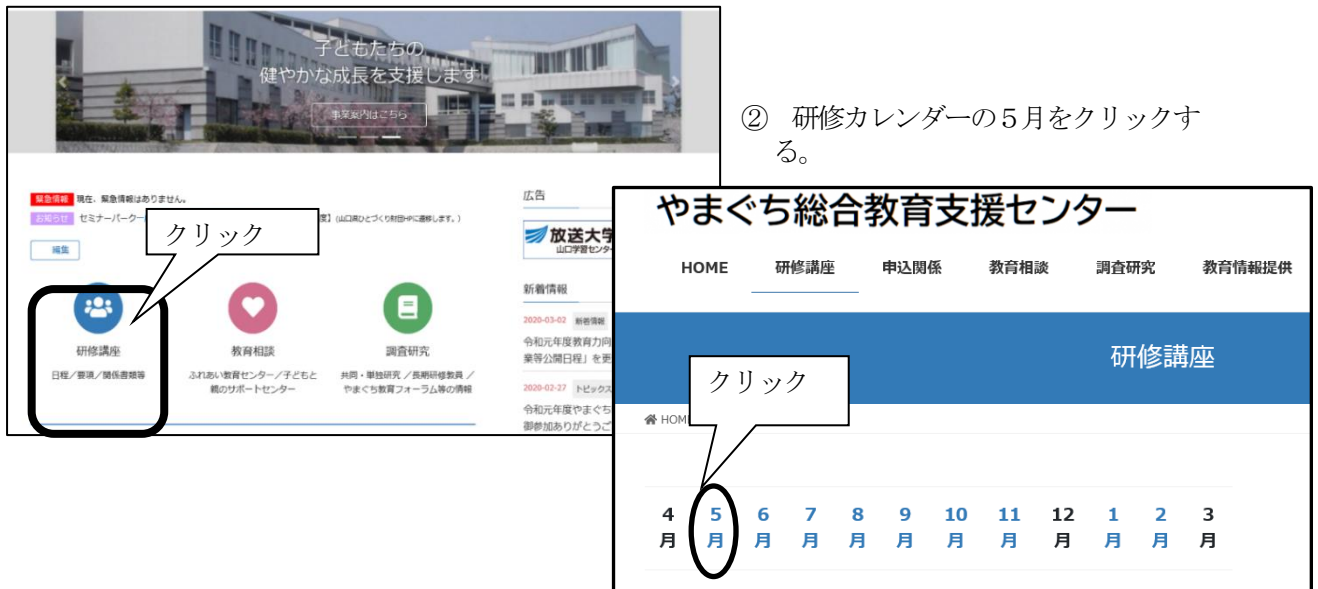 子どもたちの
健やかな成長を支援します
事業案内はこちら
緊急情報 現在、緊急情報はありません。
お知らせ セミナーパーク
度】(山口県ひとづくり財団HPに遷移します。)
編集
クリック
研修講座
日程/要項/関係書類等
教育相談
ふれあい教育センター/子どもと
親のサポートセンター
調査研究
共同・単独研究 / 長期研修教員 /
やまぐち教育フォーラム等の情報
広告
放送大学
山口学習センター
新着情報
2020-03-02 新着情報
令和元年度教育力向
業等公開日程」を更
2020-02-27 トピックス
令和元年度やまぐち
御参加ありがとうご
② 研修カレンダーの5月をクリックす
る。
やまぐち総合教育支援センター
HOME 研修講座 申込関係 教育相談 調査研究 教育情報提供
研修講座
クリック
HOM
4月 5月 6月 7月 8月 9月 10月 11月 12月 1月 2月 3月